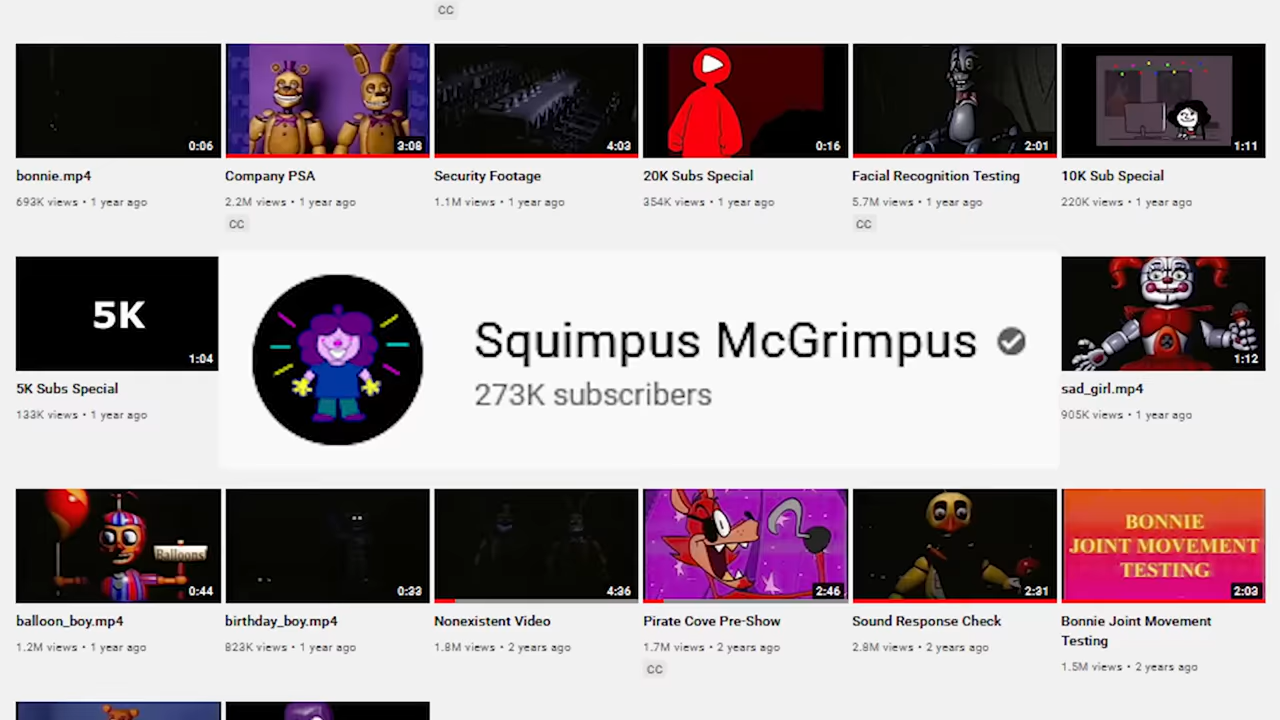 CC
0:06
3:08
4:03
0:16
2:01
1:11
bonnie.mp4
Company PSA
Security Footage
20K Subs Special
Facial Recognition Testing
10K Sub Special
693K views • 1 year ago
2.2M views • 1 year ago
1.1M views • 1 year ago
354K views • 1 year ago
5.7M views • 1 year ago
220K views • 1 year ago
CC
CC
5K
1:04
Squimpus McGrimpus
273K subscribers
1:12
5K Subs Special
sad_girl.mp4
133K views • 1 year ago
905K views • 1 year ago
Balloons!
BONNIE
JOINT MOVEMENT
TESTING
0:44
0:33
4:36
2:46
2:31
2:03
balloon_boy.mp4
birthday_boy.mp4
Nonexistent Video
Pirate Cove Pre-Show
Sound Response Check
Bonnie Joint Movement
Testing
1.2M views • 1 year ago
823K views • 1 year ago
1.8M views • 2 years ago
1.7M views • 2 years ago
2.8M views • 2 years ago
1.5M views • 2 years ago
CC